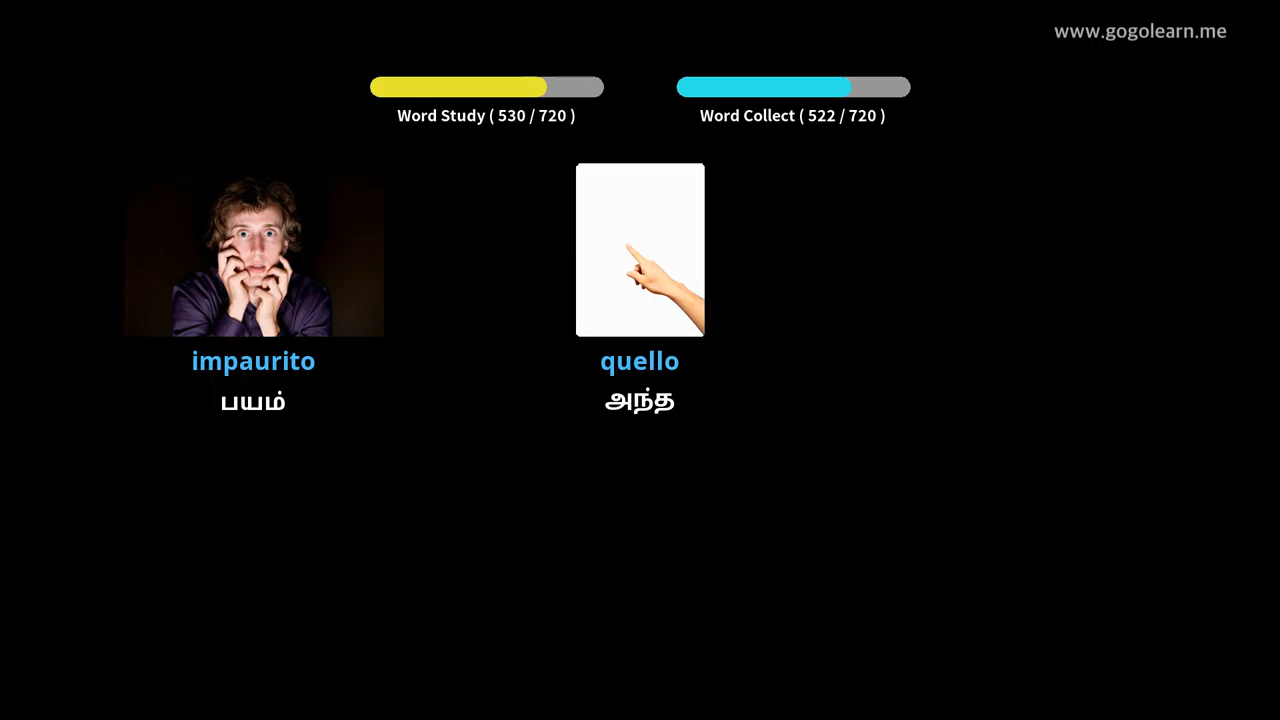 www.gogolearn.me
Word Study ( 530 / 720 )
Word Collect ( 522 / 720 )
impaurito
பயம்
quello
அந்த